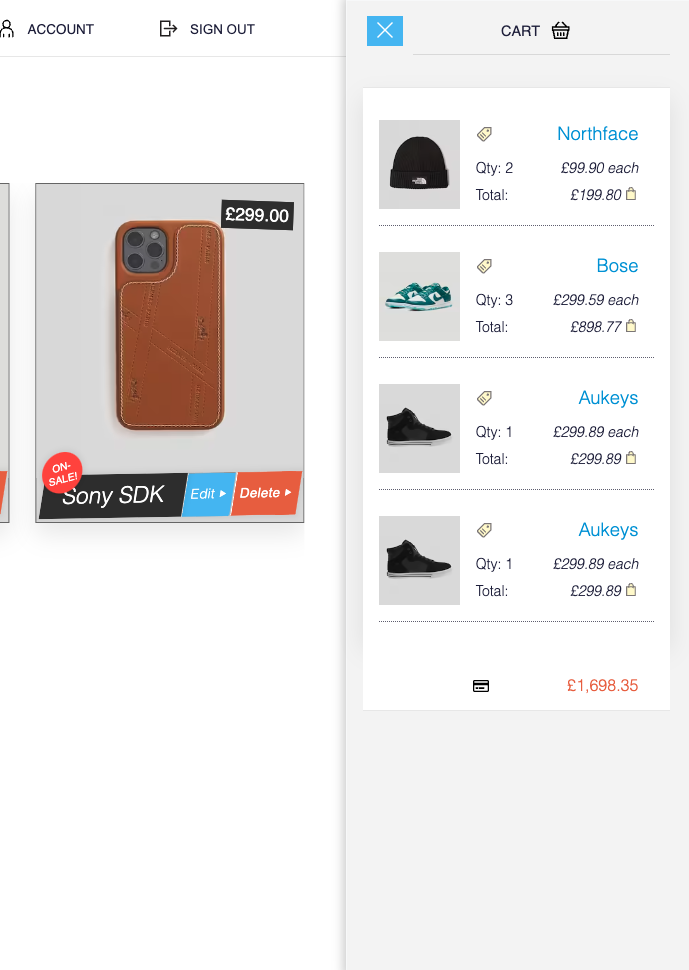 ACCOUNT
SIGN OUT
CART
£299.00
ON-
SALE!
Sony SDK
Edit
Delete
Northface
Qty: 2
£99.90 each
Total:
£199.80
Bose
Qty: 3
£299.59 each
Total:
£898.77
Aukeys
Qty: 1
£299.89 each
Total:
£299.89
Aukeys
Qty: 1
£299.89 each
Total:
£299.89
£1,698.35